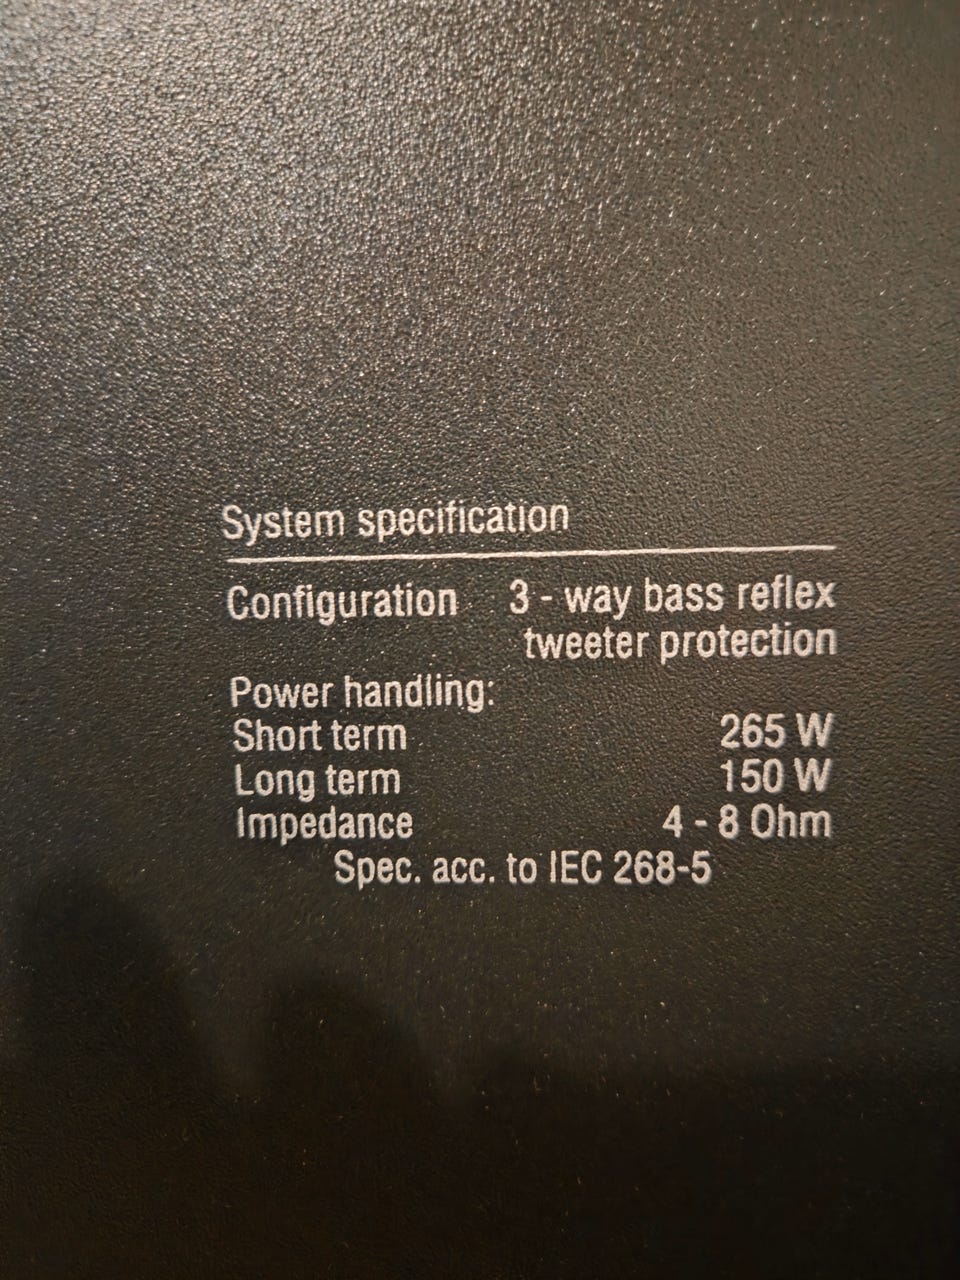 System specification
Configuration 3 - way bass reflex
tweeter protection
Power handling:
Short term 265 W
Long term 150 W
Impedance 4 - 8 Ohm
Spec. acc. to IEC 268-5